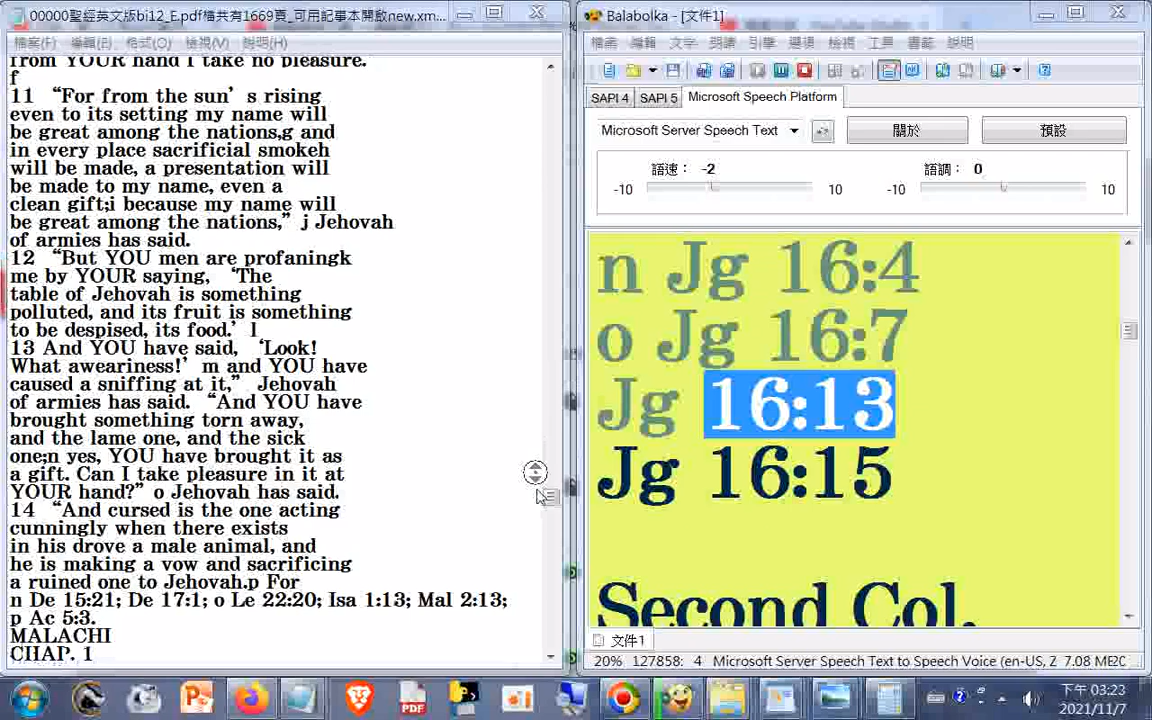 00000聖經英文版bi12_E.pdf檔共有1669頁_可用記事本開啟new.xm...
檔案(F) 編輯(E) 格式(O) 檢視(V) 說明(H)
from YOUR hand I take no pleasure.
f
11 “For from the sun’s rising
even to its setting my name will
be great among the nations,g and
in every place sacrificial smokeh
will be made, a presentation will
be made to my name, even a
clean gift;i because my name will
be great among the nations,” j Jehovah
of armies has said.
12 “But YOU men are profaningk
me by YOUR saying, ‘The
table of Jehovah is something
polluted, and its fruit is something
to be despised, its food.’ l
13 And YOU have said, ‘Look!
What aweariness!’ m and YOU have
caused a sniffing at it,” Jehovah
of armies has said. “And YOU have
brought something torn away,
and the lame one, and the sick
one;n yes, YOU have brought it as
a gift. Can I take pleasure in it at
YOUR hand?” o Jehovah has said.
14 “And cursed is the one acting
cunningly when there exists
in his drove a male animal, and
he is making a vow and sacrificing
a ruined one to Jehovah.p For
n De 15:21; De 17:1; o Le 22:20; Isa 1:13; Mal 2:13;
p Ac 5:3.
MALACHI
CHAP. 1
Balabolka - [文件1]
檔案 編輯 文字 朗讀 引擎 選項 檢視 工具 書籤 說明
SAPI 4 SAPI 5 Microsoft Speech Platform
Microsoft Server Speech Text 關於 預設
語速： -2 語調： 0
-10 10 -10 10
n Jg 16:4
o Jg 16:7
Jg 16:13
Jg 16:15
Second Col.
文件1
20% 127858: 4 Microsoft Server Speech Text to Speech Voice (en-US, Z 7.08 ME
PDF
下午 03:23
2021/11/7